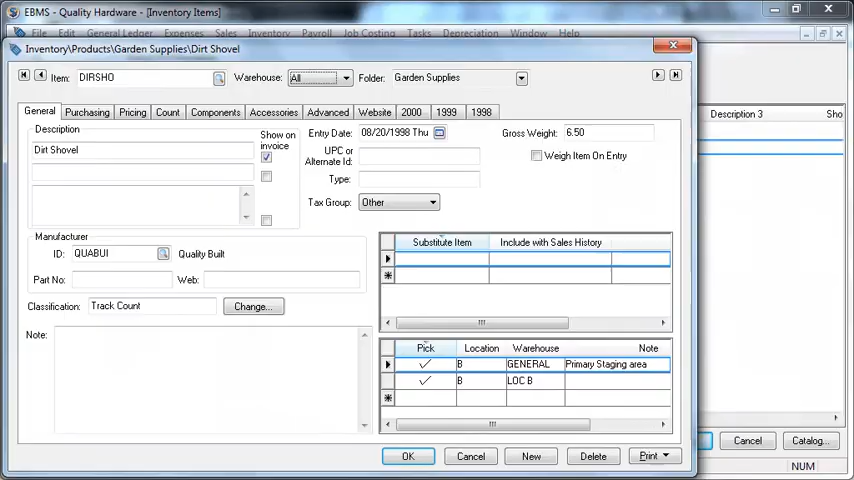 EBMS - Quality Hardware - [Inventory Items]
File Edit General Ledger Expenses Sales Inventory Payroll Job Costing Tasks Depreciation Window Help
Inventory\Products\Garden Supplies\Dirt Shovel
Item: DIRSHO Warehouse: All Folder: Garden Supplies
General Purchasing Pricing Count Components Accessories Advanced Website 2000 1999 1998
Description 3 Sho
Description
Show on invoice
Dirt Shovel
Entry Date: 08/20/1998 Thu
Gross Weight: 6.50
UPC or Alternate Id:
Weigh Item On Entry
Type:
Tax Group: Other
Manufacturer
ID: QUABUI Quality Built
Part No: Web:
Classification: Track Count Change...
Note:
Substitute Item Include with Sales History
Pick Location Warehouse Note
B GENERAL Primary Staging area
B LOC B
OK Cancel New Delete Print
Cancel Catalog...
NUM